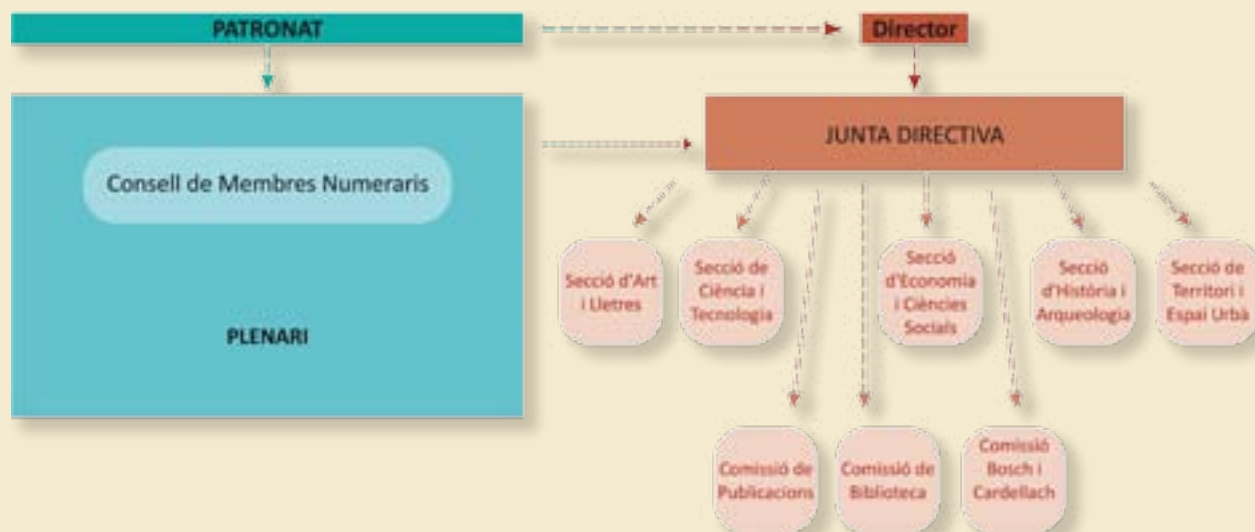 PATRONAT
Director
JUNTA DIRECTIVA
Consell de Membres Numeraris
PLENARI
Secció d'Art
i Lletres
Secció de
Ciència i
Tecnologia
Secció
d'Economia
i Ciències
Socials
Secció
d'Història i
Arqueologia
Secció de
Territori i
Espai Urbà
Comissió de
Publicacions
Comissió de
Biblioteca
Comissió
Bosch i
Cardellach